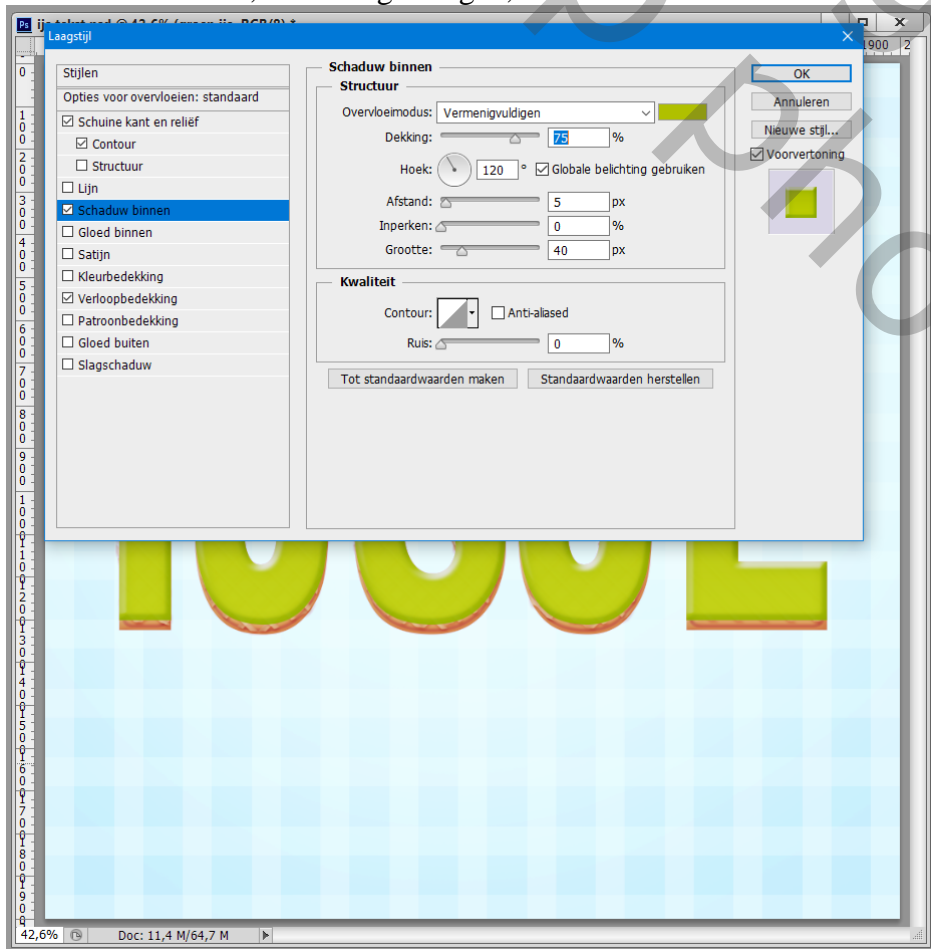 Laagstijl
Stijlen
Opties voor overvloeien: standaard
Schuine kant en reliëf
Contour
Structuur
Lijn
Schaduw binnen
Gloed binnen
Satijn
Kleurbedekking
Verloopbedekking
Patroonbedekking
Gloed buiten
Slagschaduw
Schaduw binnen
Structuur
Overvloeimodus: Vermenigvuldigen
Dekking: 75 %
Hoek: 120 ° Globale belichting gebruiken
Afstand: 5 px
Inperken: 0 %
Grootte: 40 px
Kwaliteit
Contour: Anti-aliased
Ruis: 0 %
Tot standaardwaarden maken Standaardwaarden herstellen
OK
Annuleren
Nieuwe stijl...
Voorvertoning
42,6% Doc: 11,4 M/64,7 M